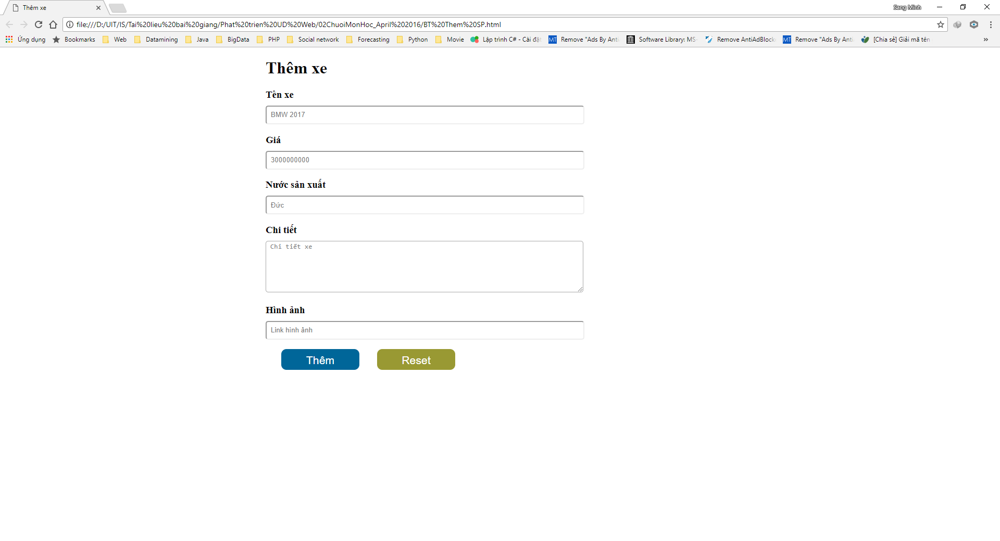 Thêm xe
Sang Minh
file:///D:/UIT/IS/Tai%20lieu%20bai%20giang/Phat%20trien%20UD%20Web/02ChuoiMonHoc_April%202016/BT%20Them%20SP.html
Ứng dụng Bookmarks Web Datamining Java BigData PHP Social network Forecasting Python Movie Lập trình C# - Cài đặt MT Remove "Ads By Anti Software Library: MS- Remove AntiAdBlock MT Remove "Ads By Anti [Chia sẻ] Giải mã tên »
Thêm xe
Tên xe
BMW 2017
Giá
3000000000
Nước sản xuất
Đức
Chi tiết
Chi tiết xe
Hình ảnh
Link hình ảnh
Thêm Reset